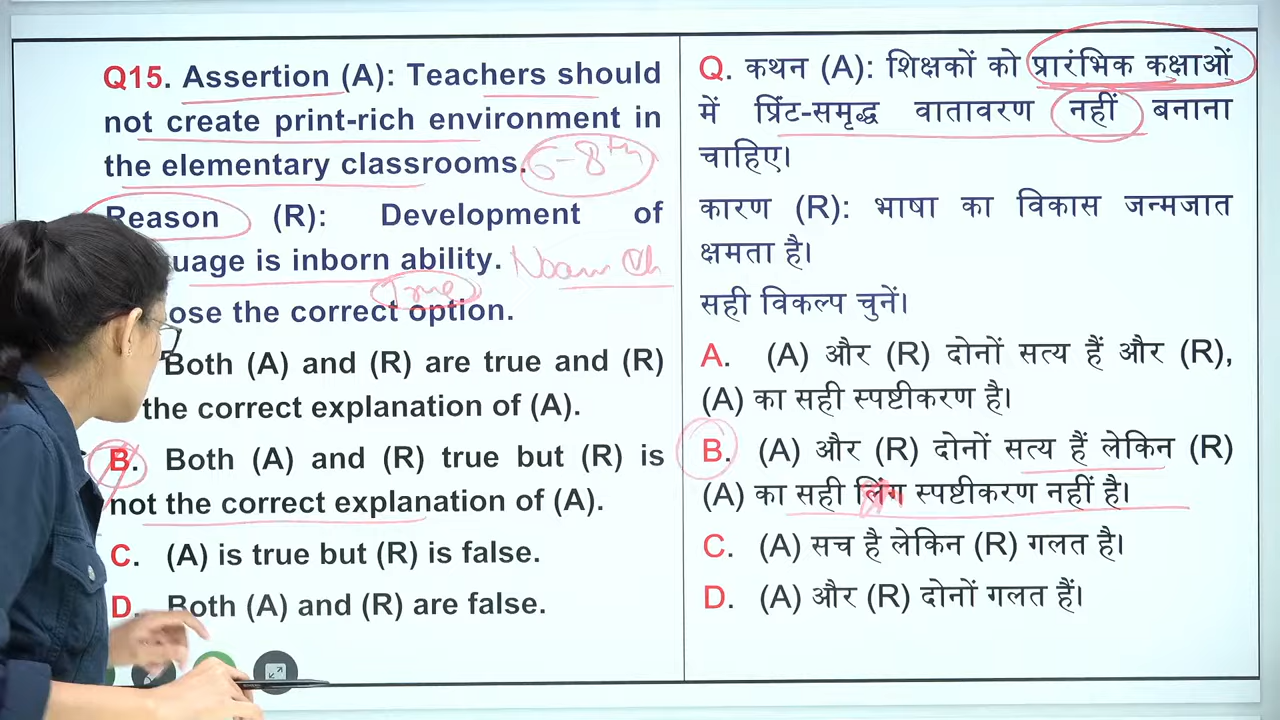 Q15. Assertion (A): Teachers should
not create print-rich environment in
the elementary classrooms. 6-8th
Reason (R): Development of
uage is inborn ability. Noam Ch
True
ose the correct option.
Both (A) and (R) are true and (R)
the correct explanation of (A).
B. Both (A) and (R) true but (R) is
not the correct explanation of (A).
C. (A) is true but (R) is false.
D. Both (A) and (R) are false.
Q. कथन (A): शिक्षकों को प्रारंभिक कक्षाओं
में प्रिंट-समृद्ध वातावरण नहीं बनाना
चाहिए।
कारण (R): भाषा का विकास जन्मजात
क्षमता है।
सही विकल्प चुनें।
A. (A) और (R) दोनों सत्य हैं और (R),
(A) का सही स्पष्टीकरण है।
B. (A) और (R) दोनों सत्य हैं लेकिन (R)
(A) का सही लिंग स्पष्टीकरण नहीं है।
C. (A) सच है लेकिन (R) गलत है।
D. (A) और (R) दोनों गलत हैं।